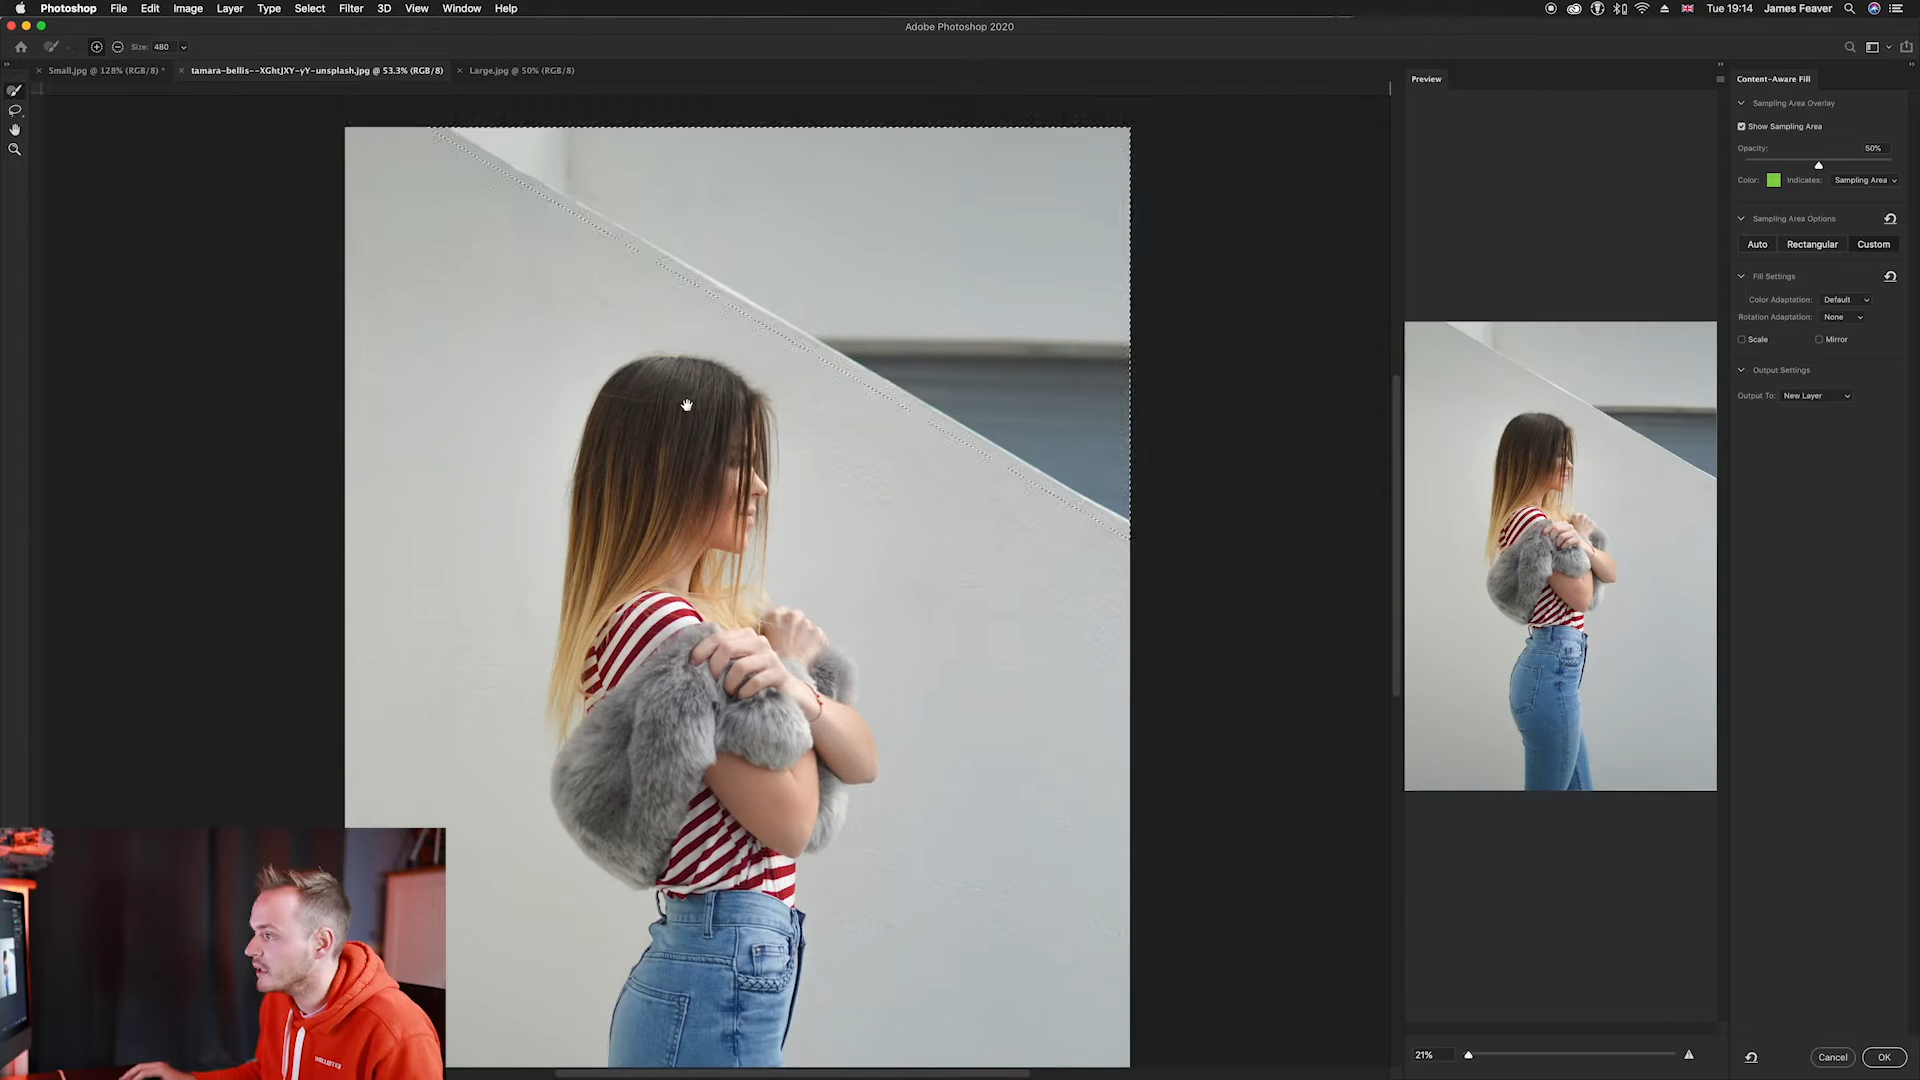 Photoshop File Edit Image Layer Type Select Filter 3D View Window Help
Tue 19:14 James Feaver
Adobe Photoshop 2020
Size: 480
Small.jpg @ 128% (RGB/8) *
tamara-bellis--XGhtJXY-yY-unsplash.jpg @ 53.3% (RGB/8)
Large.jpg @ 50% (RGB/8)
Preview
Content-Aware Fill
Sampling Area Overlay
Show Sampling Area
Opacity: 50%
Color: Indicates: Sampling Area
Sampling Area Options
Auto Rectangular Custom
Fill Settings
Color Adaptation: Default
Rotation Adaptation: None
Scale Mirror
Output Settings
Output To: New Layer
21%
Cancel OK